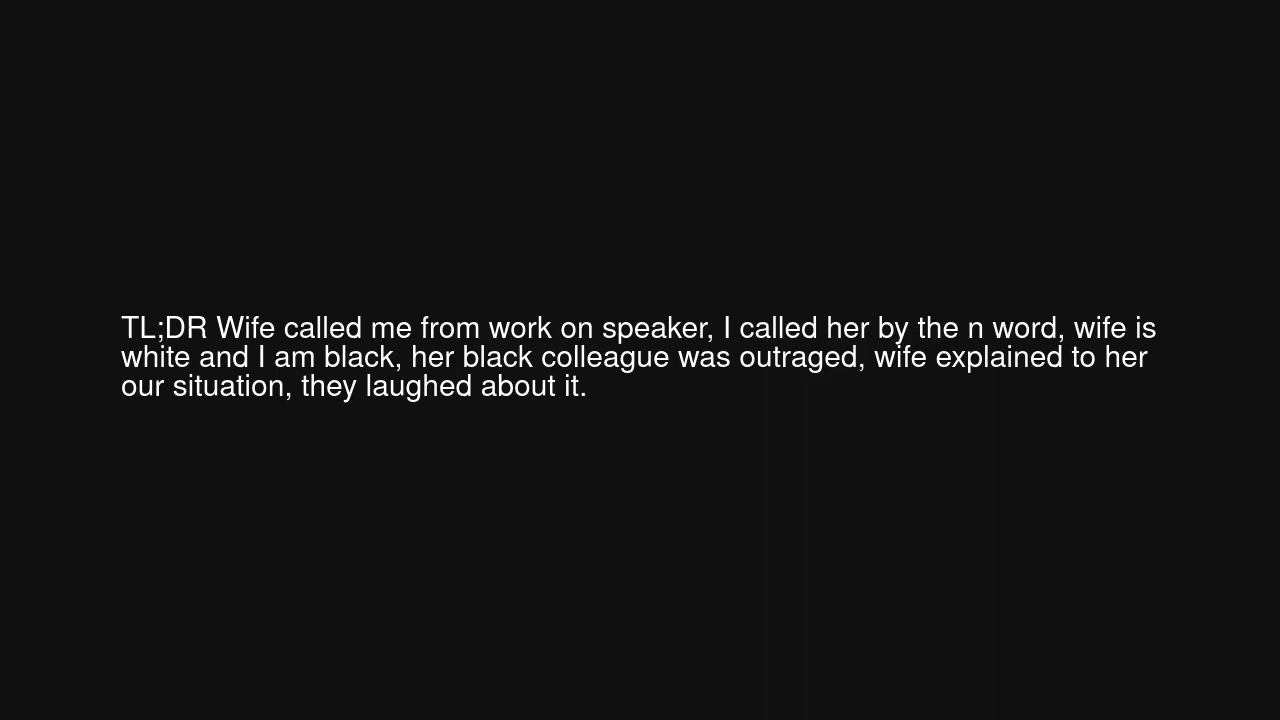 TL;DR Wife called me from work on speaker, I called her by the n word, wife is
white and I am black, her black colleague was outraged, wife explained to her
our situation, they laughed about it.